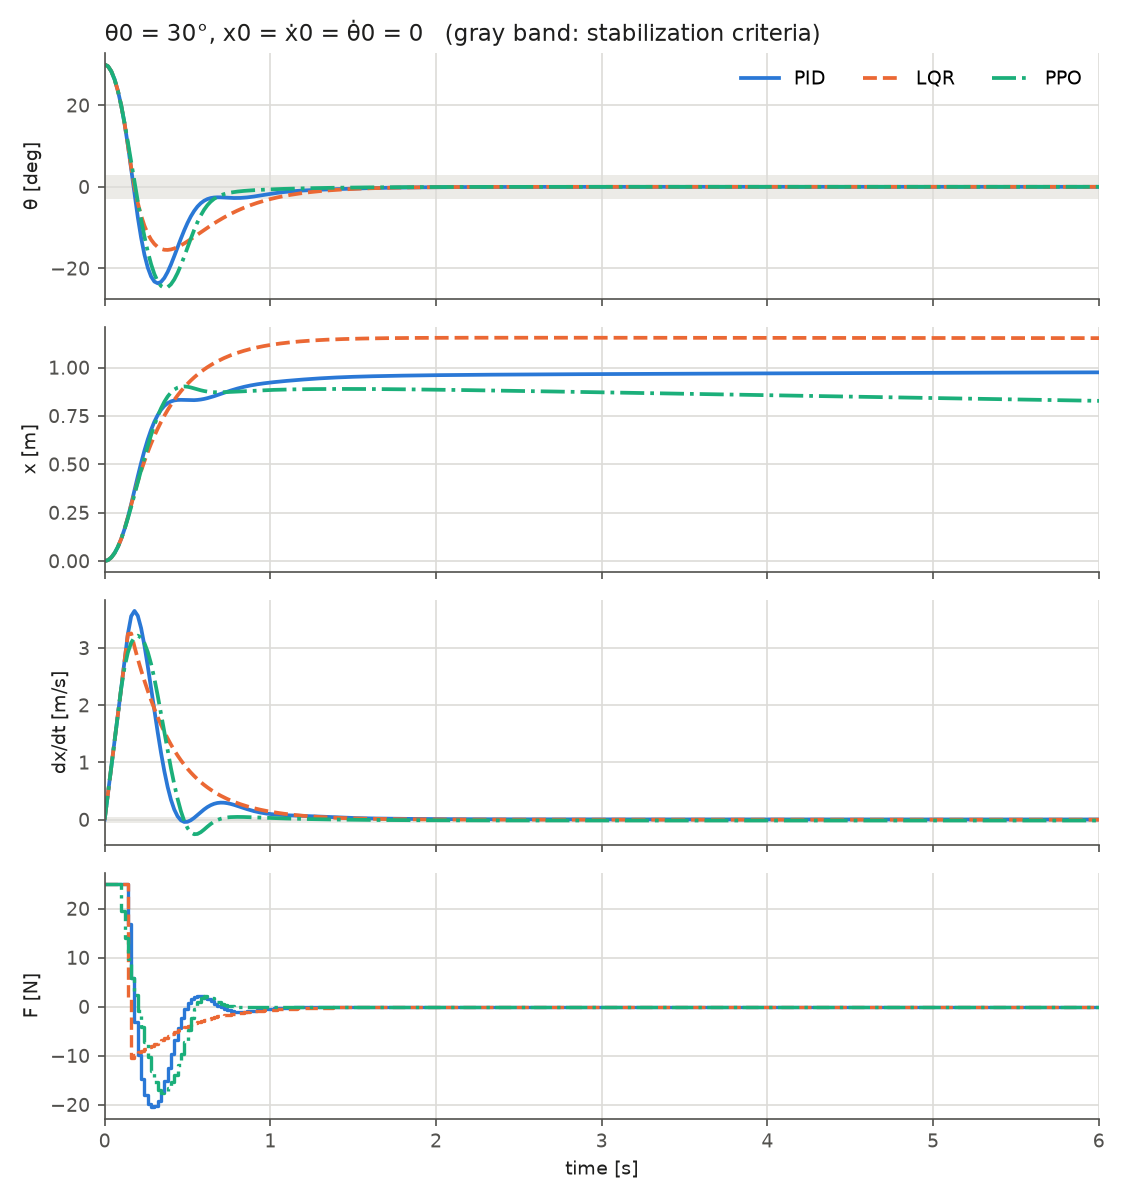 θ0 = 30°, x0 = ẋ0 = θ̇0 = 0   (gray band: stabilization criteria)
PID
LQR
PPO
20
0
−20
θ [deg]
1.00
0.75
0.50
0.25
0.00
x [m]
3
2
1
0
dx/dt [m/s]
20
10
0
−10
−20
F [N]
0 1 2 3 4 5 6
time [s]